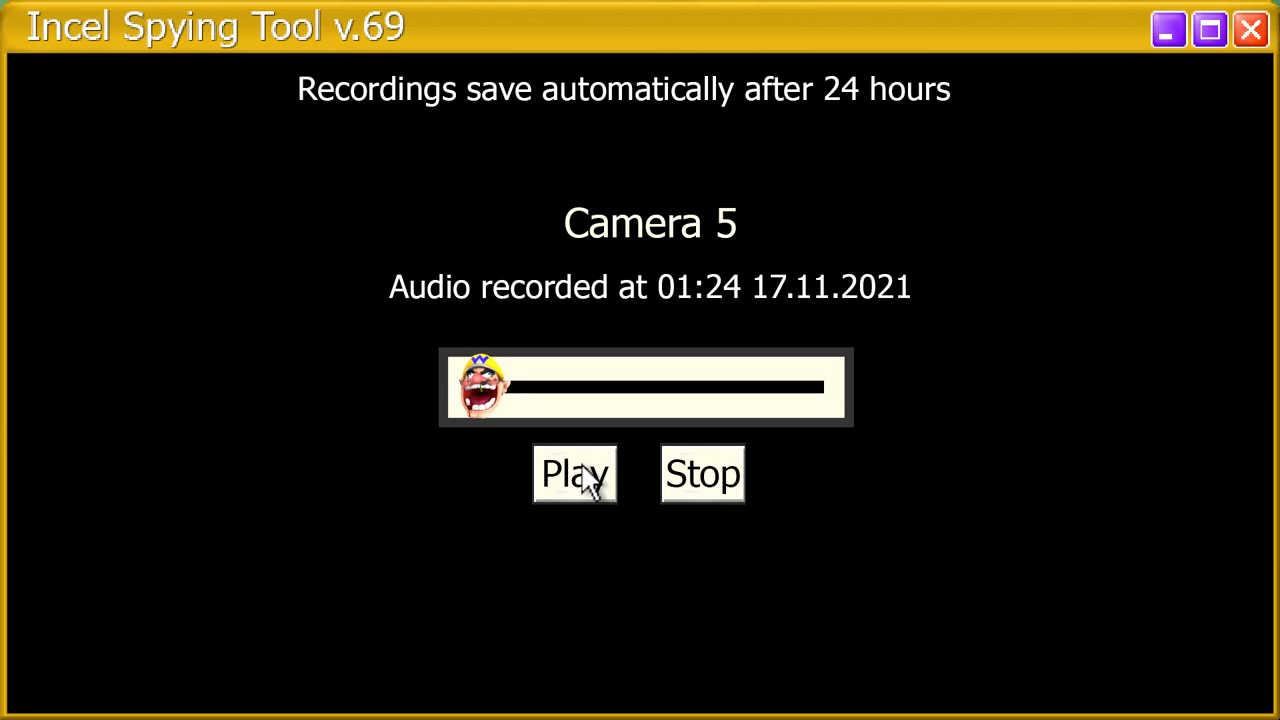 Incel Spying Tool v.69
Recordings save automatically after 24 hours
Camera 5
Audio recorded at 01:24 17.11.2021
Play Stop